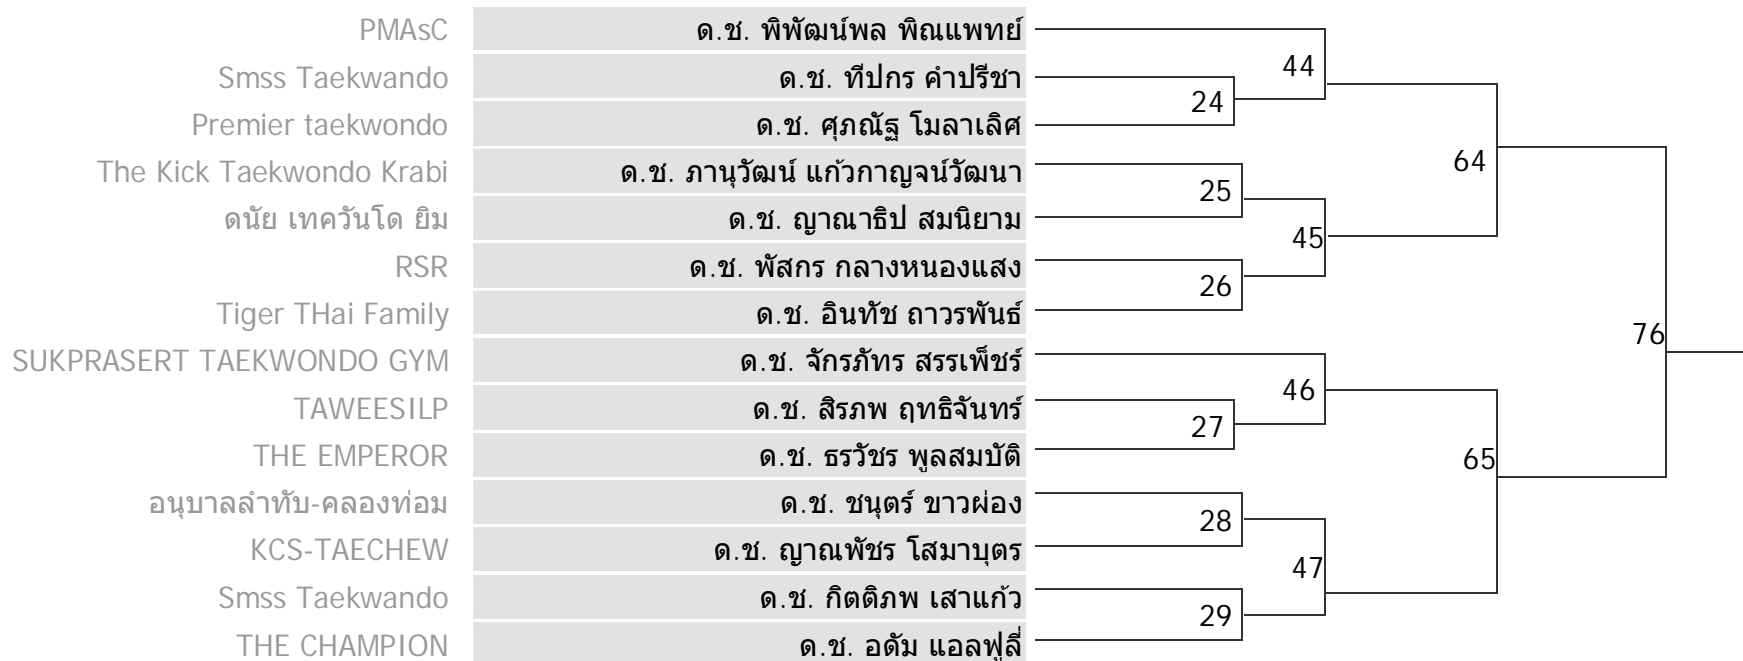 PMAsC ด.ช. พิพัฒน์พล พิณแพทย์
44
Smss Taekwando ด.ช. ทีปกร คำปรีชา
24
Premier taekwondo ด.ช. ศุภณัฐ โมลาเลิศ
64
The Kick Taekwondo Krabi ด.ช. ภานุวัฒน์ แก้วกาญจน์วัฒนา
25
ดนัย เทควันโด ยิม ด.ช. ญาณาธิป สมนิยาม
45
RSR ด.ช. พัสกร กลางหนองแสง
26
Tiger THai Family ด.ช. อินทัช ถาวรพันธ์
76
SUKPRASERT TAEKWONDO GYM ด.ช. จักรภัทร สรรเพ็ชร์
46
TAWEESILP ด.ช. สิรภพ ฤทธิจันทร์
27
THE EMPEROR ด.ช. ธรวัชร พูลสมบัติ
65
อนุบาลลำทับ-คลองท่อม ด.ช. ชนุตร์ ขาวผ่อง
28
KCS-TAECHEW ด.ช. ญาณพัชร โสมาบุตร
47
Smss Taekwando ด.ช. กิตติภพ เสาแก้ว
29
THE CHAMPION ด.ช. อดัม แอลฟูลี่